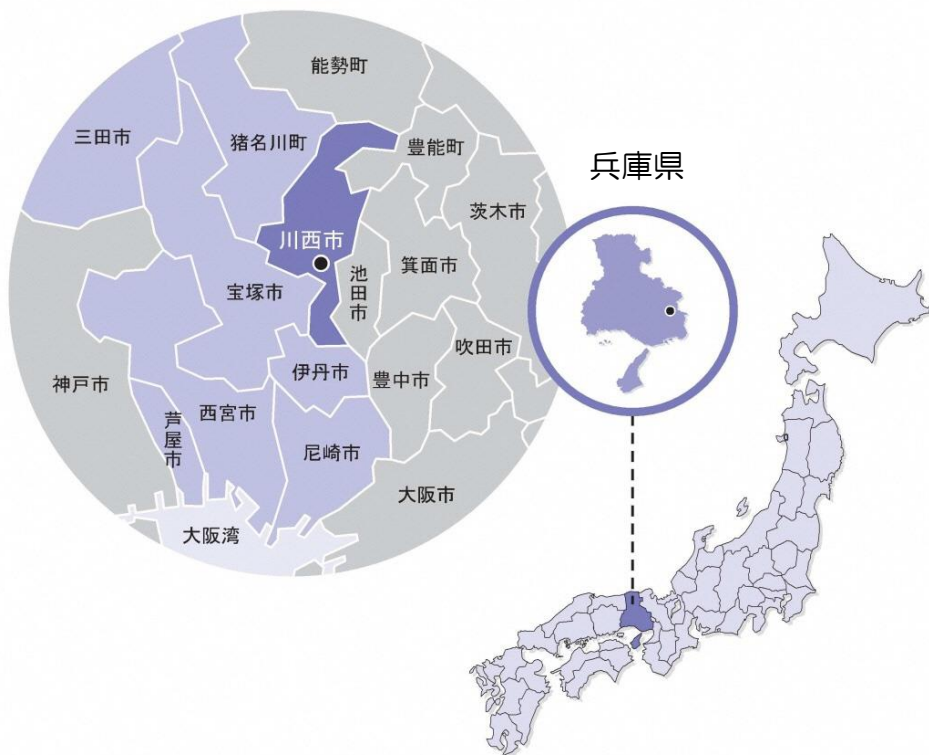 能勢町
三田市
猪名川町
豊能町
兵庫県
茨木市
川西市
箕面市
池田市
宝塚市
吹田市
伊丹市
豊中市
神戸市
西宮市
芦屋市
尼崎市
大阪市
大阪湾